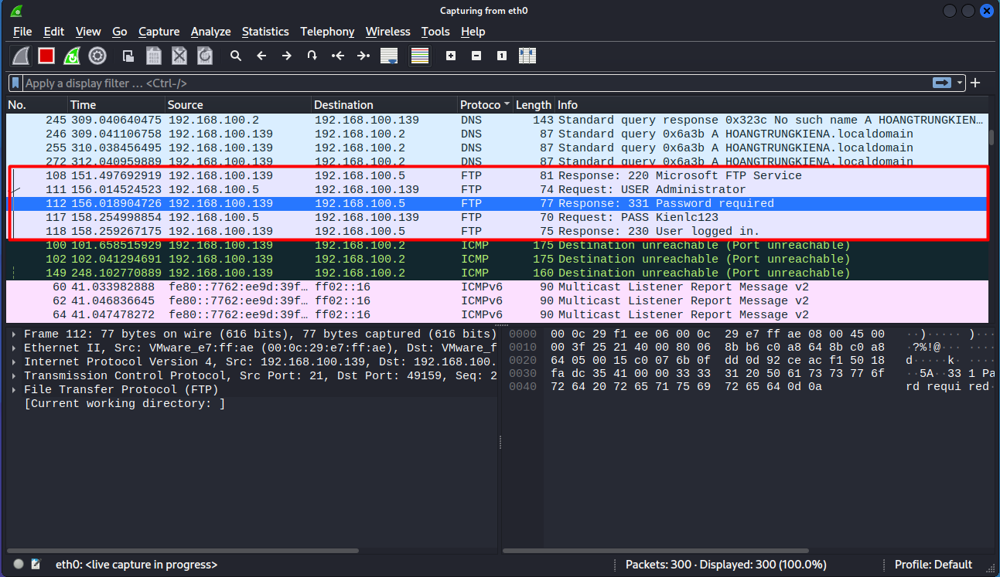 Capturing from eth0
File Edit View Go Capture Analyze Statistics Telephony Wireless Tools Help
Apply a display filter … <Ctrl-/>
No. Time Source Destination Protoco Length Info
245 309.040640475 192.168.100.2 192.168.100.139 DNS 143 Standard query response 0x323c No such name A HOANGTRUNGKIEN…
246 309.041106758 192.168.100.139 192.168.100.2 DNS 87 Standard query 0x6a3b A HOANGTRUNGKIENA.localdomain
255 310.038456495 192.168.100.139 192.168.100.2 DNS 87 Standard query 0x6a3b A HOANGTRUNGKIENA.localdomain
272 312.040959889 192.168.100.139 192.168.100.2 DNS 87 Standard query 0x6a3b A HOANGTRUNGKIENA.localdomain
108 151.497692919 192.168.100.139 192.168.100.5 FTP 81 Response: 220 Microsoft FTP Service
111 156.014524523 192.168.100.5 192.168.100.139 FTP 74 Request: USER Administrator
112 156.018904726 192.168.100.139 192.168.100.5 FTP 77 Response: 331 Password required
117 158.254998854 192.168.100.5 192.168.100.139 FTP 70 Request: PASS Kienlc123
118 158.259267175 192.168.100.139 192.168.100.5 FTP 75 Response: 230 User logged in.
100 101.658515929 192.168.100.139 192.168.100.2 ICMP 175 Destination unreachable (Port unreachable)
102 102.041294691 192.168.100.139 192.168.100.2 ICMP 175 Destination unreachable (Port unreachable)
149 248.102770889 192.168.100.139 192.168.100.2 ICMP 160 Destination unreachable (Port unreachable)
60 41.033982888 fe80::7762:ee9d:39f… ff02::16 ICMPv6 90 Multicast Listener Report Message v2
62 41.046836645 fe80::7762:ee9d:39f… ff02::16 ICMPv6 90 Multicast Listener Report Message v2
64 41.047478272 fe80::7762:ee9d:39f… ff02::16 ICMPv6 90 Multicast Listener Report Message v2
Frame 112: 77 bytes on wire (616 bits), 77 bytes captured (616 bits)
Ethernet II, Src: VMware_e7:ff:ae (00:0c:29:e7:ff:ae), Dst: VMware_f
Internet Protocol Version 4, Src: 192.168.100.139, Dst: 192.168.100.
Transmission Control Protocol, Src Port: 21, Dst Port: 49159, Seq: 2
File Transfer Protocol (FTP)
[Current working directory: ]
0000 00 0c 29 f1 ee 06 00 0c 29 e7 ff ae 08 00 45 00 ··)····· )···
0010 00 3f 25 21 40 00 80 06 8b b6 c0 a8 64 8b c0 a8 ·?%!@··· ····
0020 64 05 00 15 c0 07 6b 0f dd 0d 92 ce ac f1 50 18 d·····k· ····
0030 fa dc 35 41 00 00 33 33 31 20 50 61 73 73 77 6f ··5A··33 1 Pa
0040 72 64 20 72 65 71 75 69 72 65 64 0d 0a rd requi red·
eth0: <live capture in progress>
Packets: 300 · Displayed: 300 (100.0%)
Profile: Default